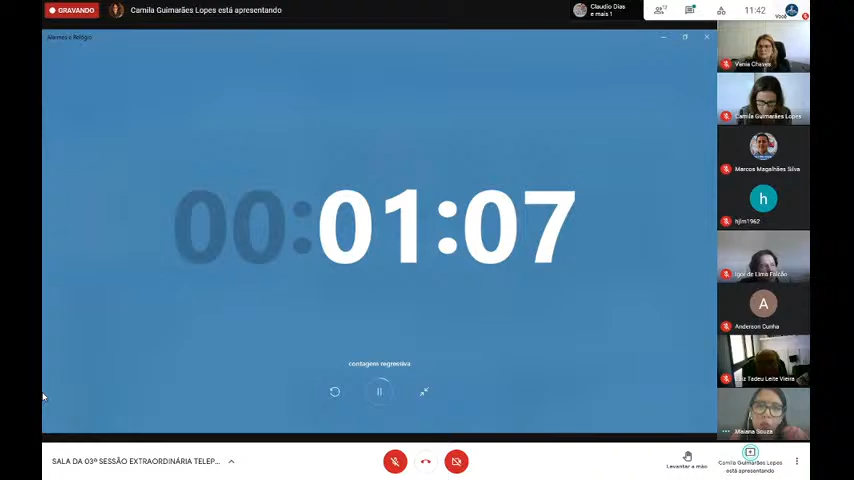 GRAVANDO
Camila Guimarães Lopes está apresentando
Claudio Dias
e mais 1
12
11:42
Você
Alarmes e Relógio
00:01:07
contagem regressiva
Vania Chaves
Camila Guimarães Lopes
Marcos Magalhães Silva
h
hjlm1962
Igor de Lima Falcão
A
Anderson Cunha
Luiz Tadeu Leite Vieira
Maiana Souza
SALA DA 03ª SESSÃO EXTRAORDINÁRIA TELEP...
Levantar a mão
Camila Guimarães Lopes
está apresentando